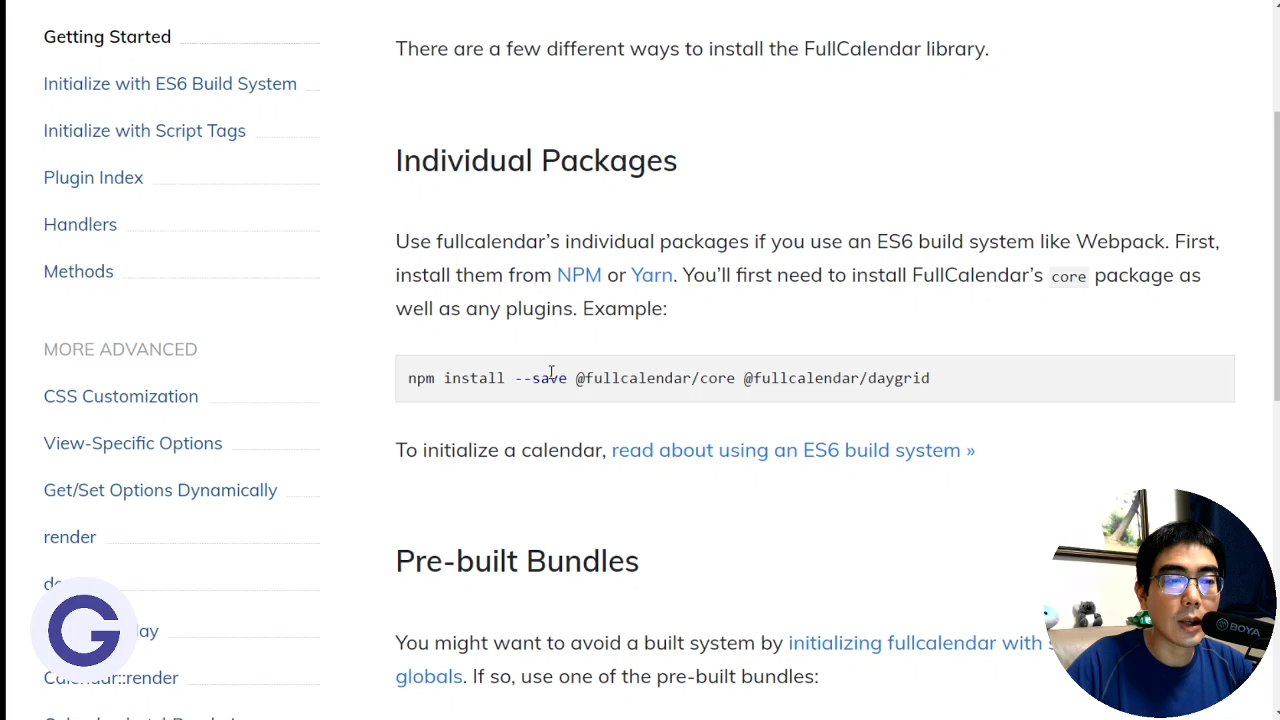 Getting Started
Initialize with ES6 Build System
Initialize with Script Tags
Plugin Index
Handlers
Methods
MORE ADVANCED
CSS Customization
View-Specific Options
Get/Set Options Dynamically
render
There are a few different ways to install the FullCalendar library.
Individual Packages
Use fullcalendar’s individual packages if you use an ES6 build system like Webpack. First,
install them from NPM or Yarn. You’ll first need to install FullCalendar’s core package as
well as any plugins. Example:
npm install --save @fullcalendar/core @fullcalendar/daygrid
To initialize a calendar, read about using an ES6 build system »
Pre-built Bundles
You might want to avoid a built system by initializing fullcalendar with
globals. If so, use one of the pre-built bundles:
G
BOYA